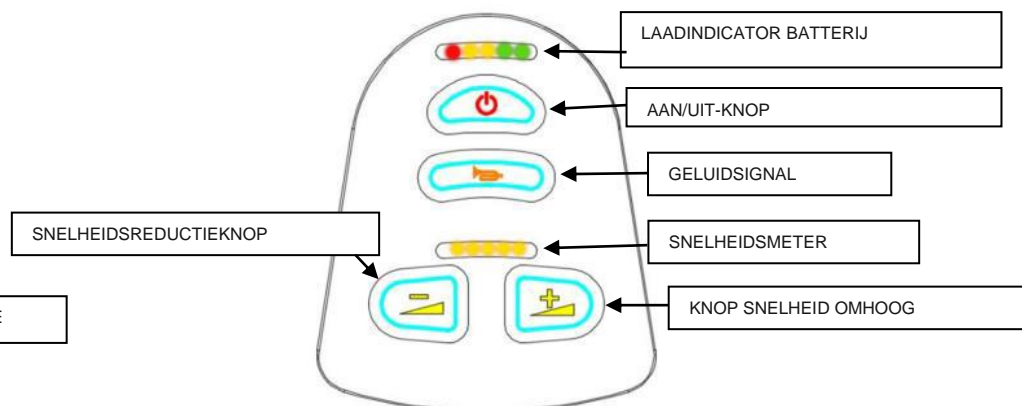 LAADINDICATOR BATTERIJ
AAN/UIT-KNOP
GELUIDSIGNAL
SNELHEIDSREDUCTIEKNOP
SNELHEIDSMETER
E
KNOP SNELHEID OMHOOG